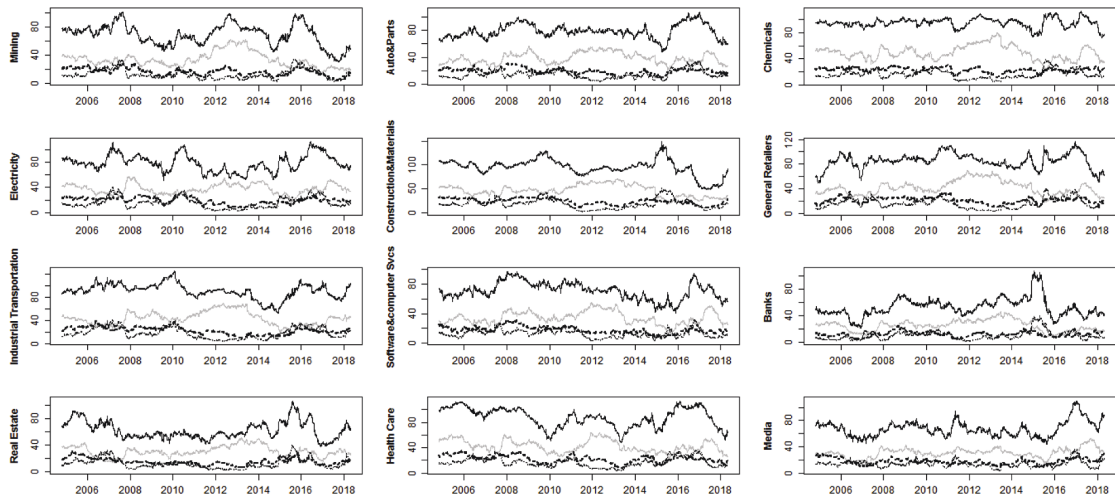 Mining
0 40 80
2006 2008 2010 2012 2014 2016 2018
Auto&Parts
0 40 80
2006 2008 2010 2012 2014 2016 2018
Chemicals
0 40 80
2006 2008 2010 2012 2014 2016 2018
Electricity
0 40 80
2006 2008 2010 2012 2014 2016 2018
Construction&Materials
0 50 100
2006 2008 2010 2012 2014 2016 2018
General Retailers
0 40 80 120
2006 2008 2010 2012 2014 2016 2018
Industrial Transportation
0 40 80
2006 2008 2010 2012 2014 2016 2018
Software&computer Svcs
0 40 80
2006 2008 2010 2012 2014 2016 2018
Banks
0 40 80
2006 2008 2010 2012 2014 2016 2018
Real Estate
0 40 80
2006 2008 2010 2012 2014 2016 2018
Health Care
0 40 80
2006 2008 2010 2012 2014 2016 2018
Media
0 40 80
2006 2008 2010 2012 2014 2016 2018